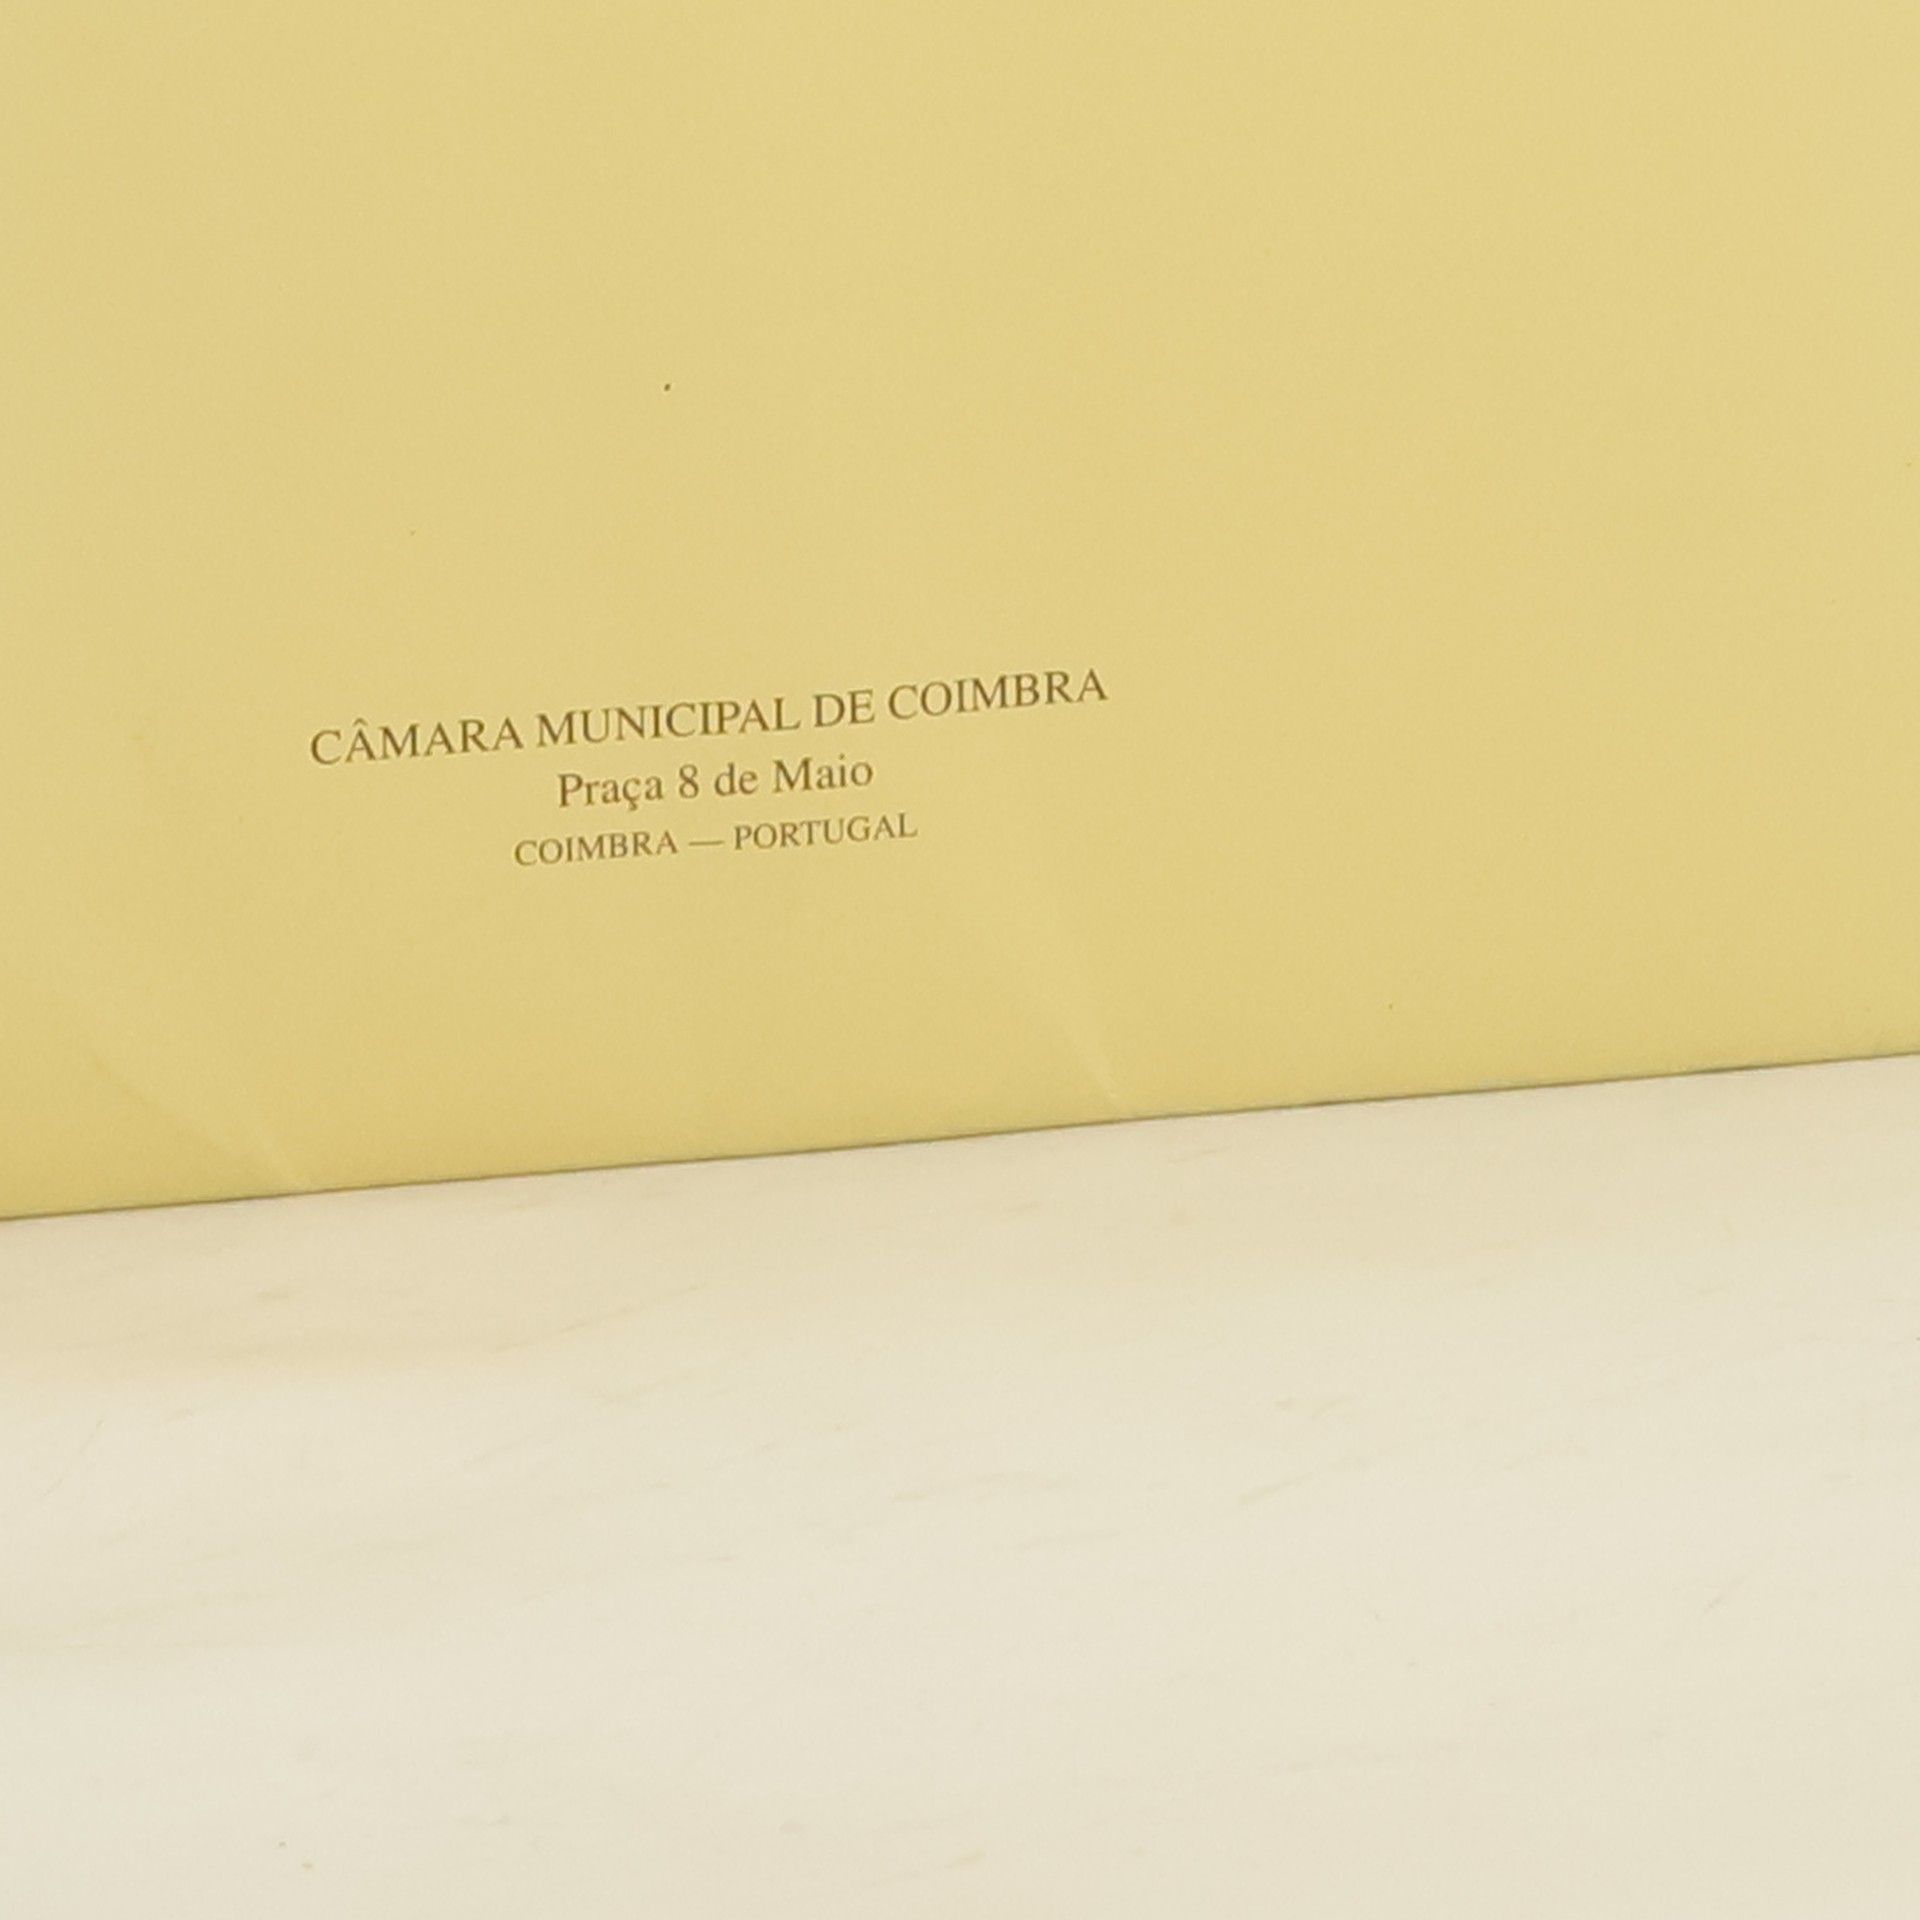 CÂMARA MUNICIPAL DE COIMBRA
Praça 8 de Maio
COIMBRA — PORTUGAL